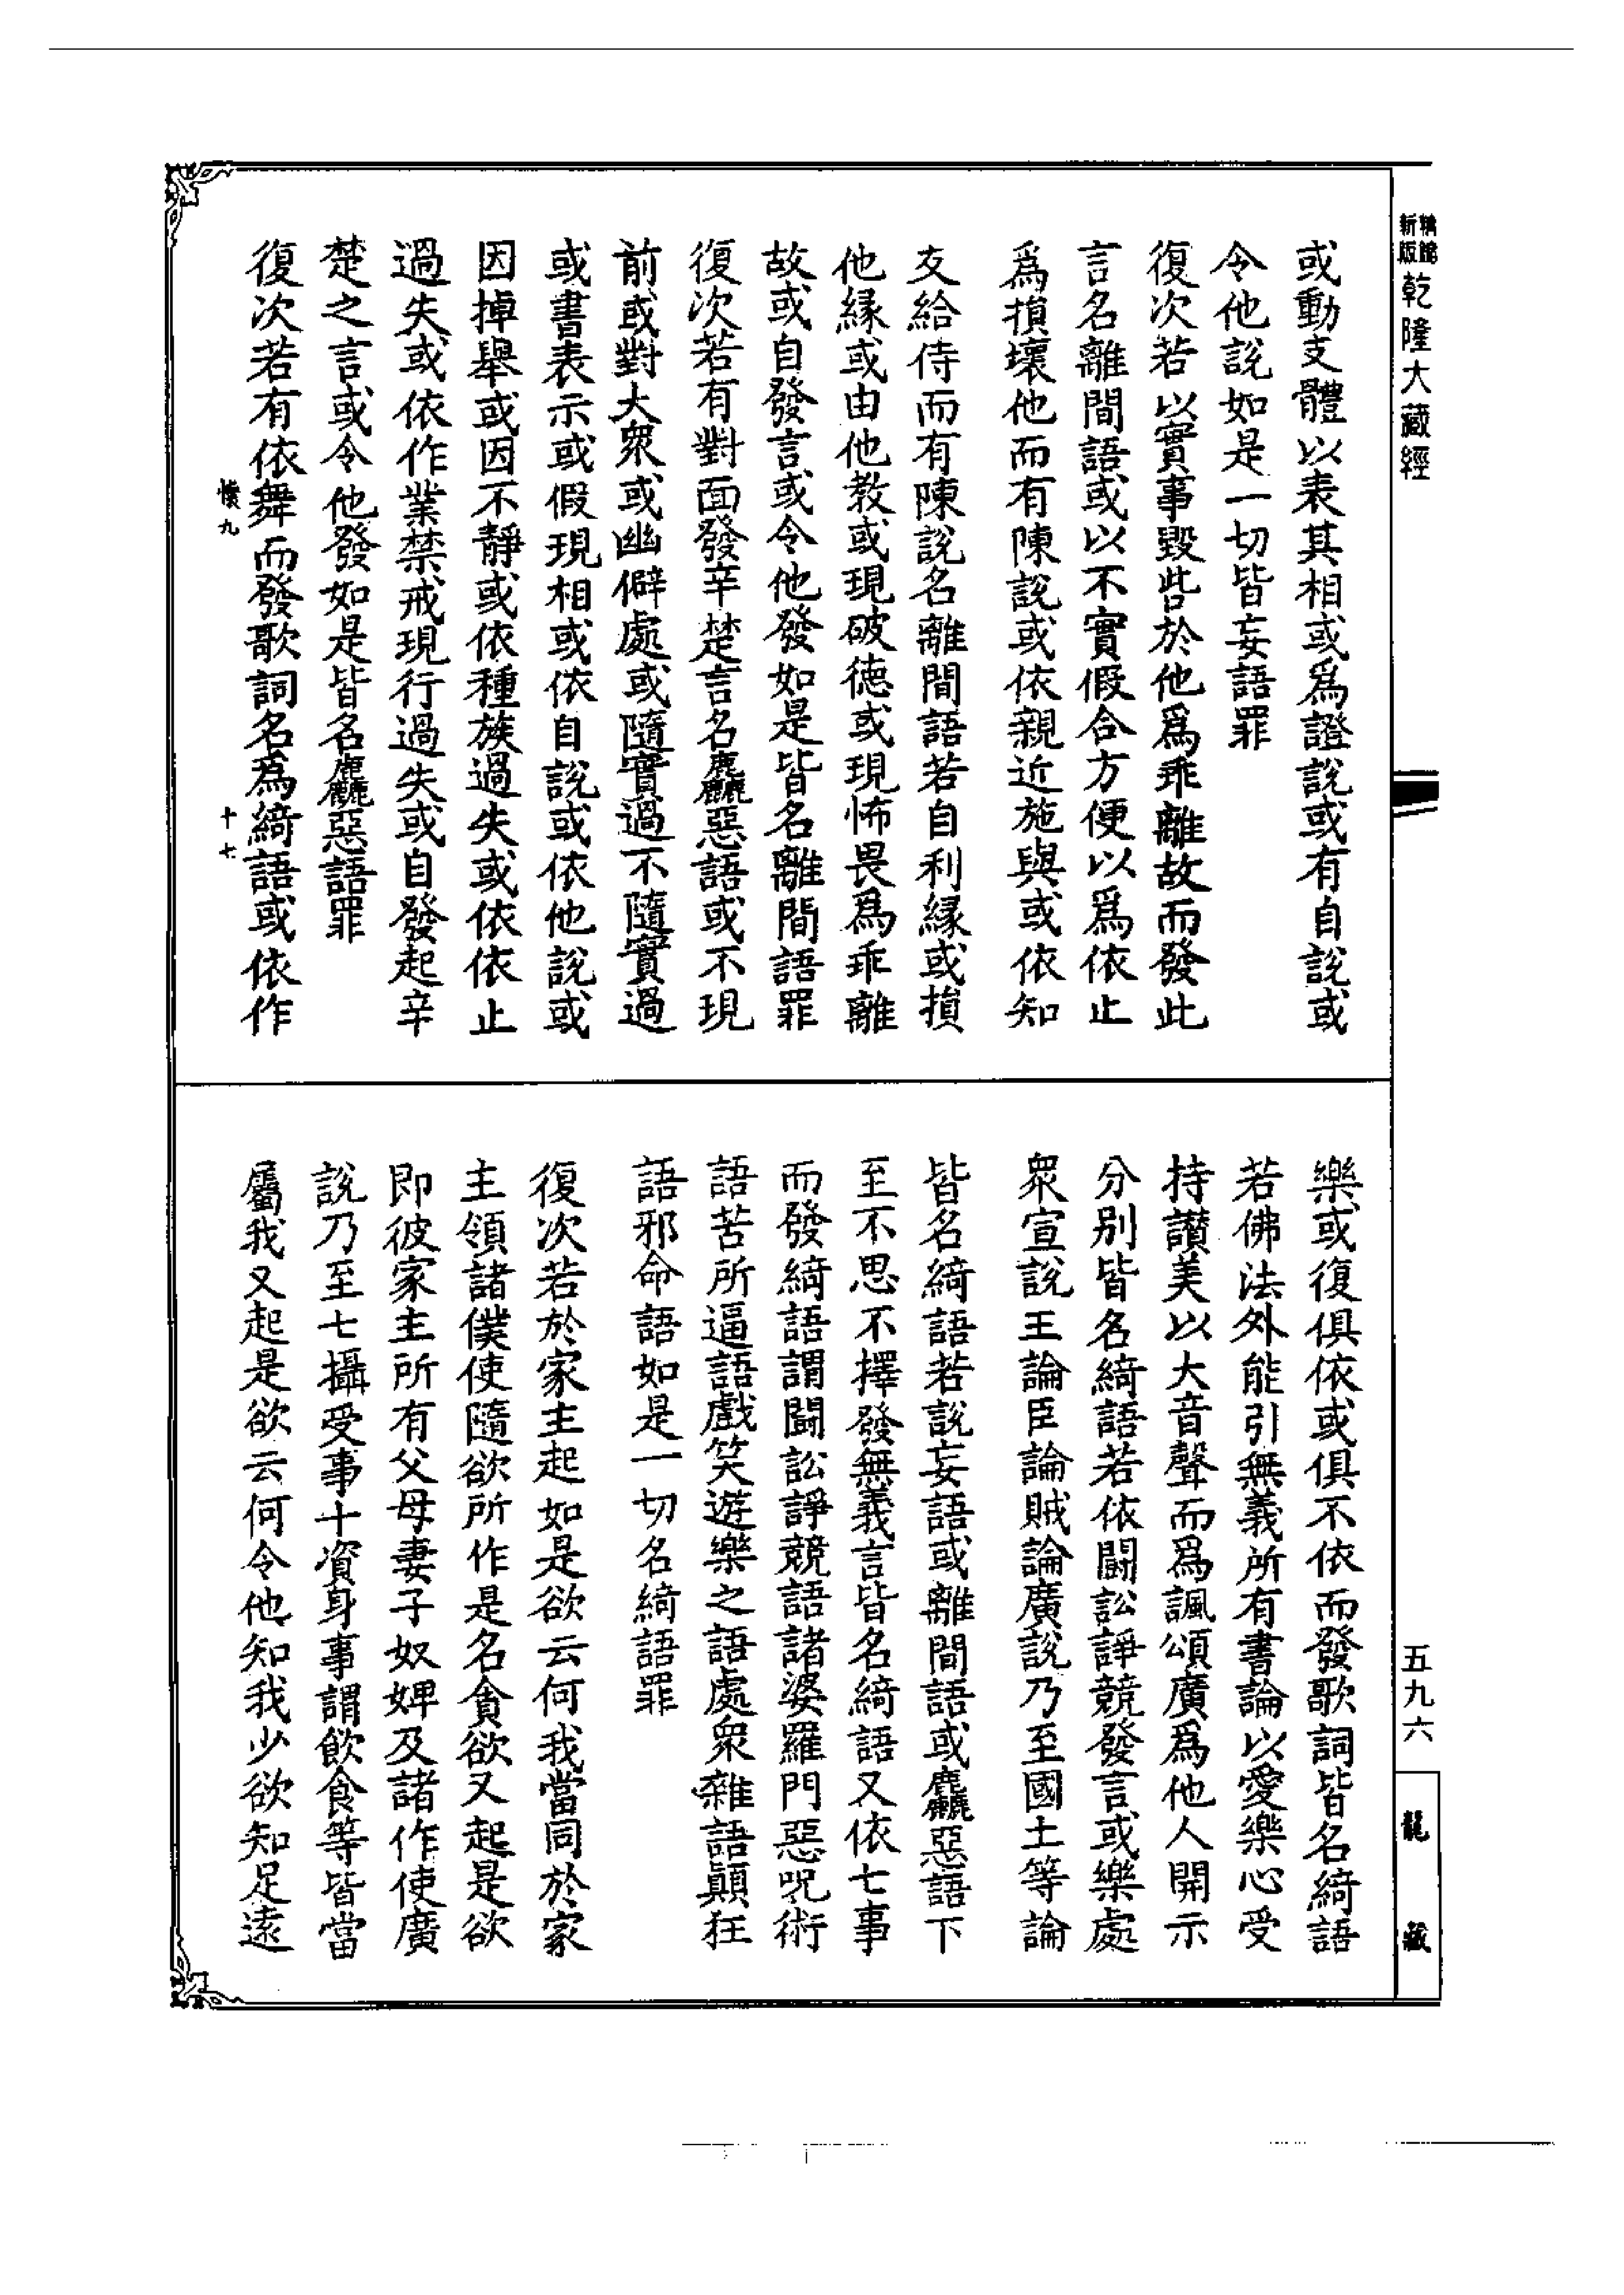 新版
精縮
乾隆大藏經
或動支體以表其相或爲證説或有自説或
令他説如是一切皆妄語罪
復次若以實事毀呰於他爲乖離故而發此
言名離間語或以不實假合方便以爲依止
爲損壞他而有陳説或依親近施與或依知
友給侍而有陳説名離間語若自利緣或損
他緣或由他教或現破德或現怖畏爲乖離
故或自發言或令他發如是皆名離間語罪
復次若有對面發辛楚言名麤惡語或不現
前或對大衆或幽僻處或隨實過不隨實過
或書表示或假現相或依自説或依他説或
因掉舉或因不靜或依種族過失或依依止
過失或依作業禁戒現行過失或自發起辛
楚之言或令他發如是皆名麤惡語罪
復次若有依舞而發歌詞名爲綺語或依作
懷九
十七
樂或復俱依或俱不依而發歌詞皆名綺語
若佛法外能引無義所有書論以愛樂心受
持讚美以大音聲而爲諷頌廣爲他人開示
分別皆名綺語若依鬭訟諍競發言或樂處
衆宣説王論臣論賊論廣説乃至國土等論
皆名綺語若説妄語或離間語或麤惡語下
至不思不擇發無義言皆名綺語又依七事
而發綺語謂鬭訟諍競語諸婆羅門惡呪術
語苦所逼語戲笑遊樂之語處衆雜語顛狂
語邪命語如是一切名綺語罪
復次若於家主起如是欲云何我當同於家
主領諸僕使隨欲所作是名貪欲又起是欲
即彼家主所有父母妻子奴婢及諸作使廣
説乃至七攝受事十資身事謂飲食等皆當
屬我又起是欲云何令他知我少欲知足遠
五九六
龍藏